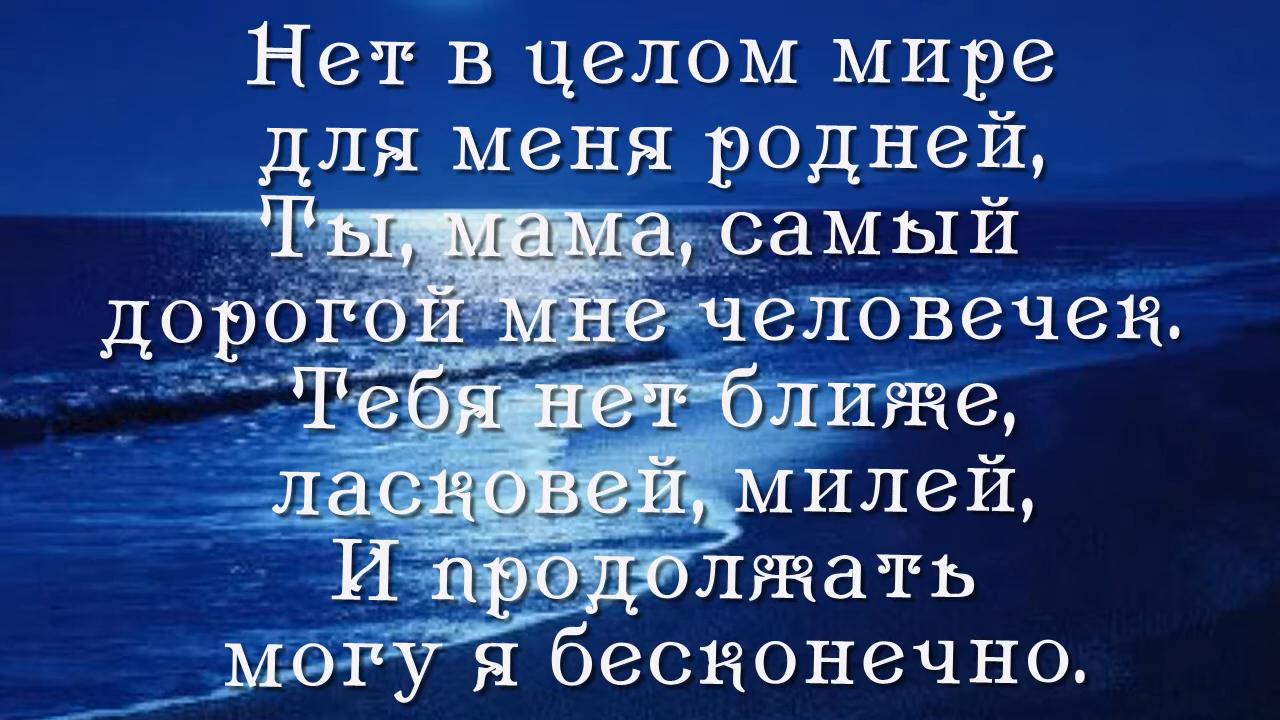 Нет в целом мире
для меня родней,
Ты, мама, самый
дорогой мне человечек.
Тебя нет ближе,
ласковей, милей,
И продолжать
могу я бесконечно.